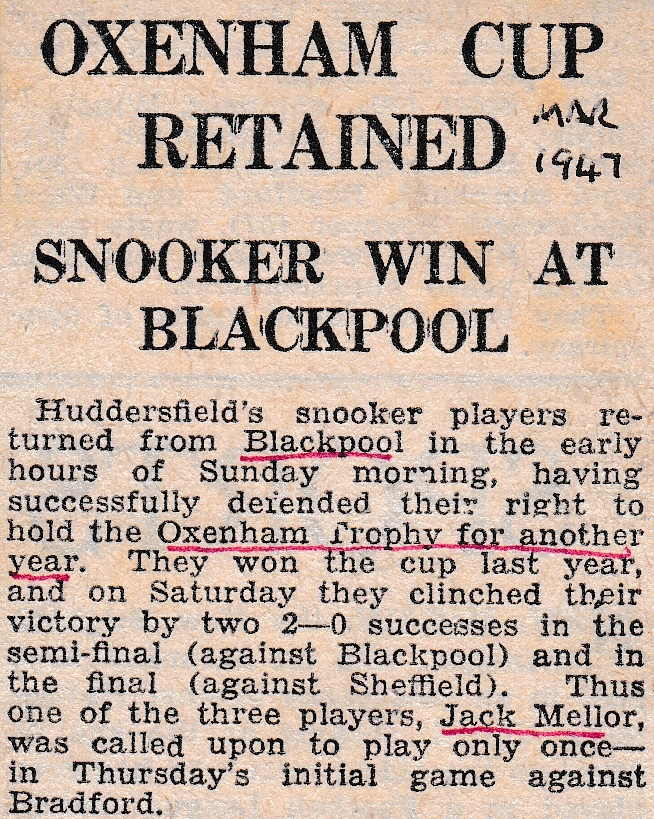 OXENHAM CUP
RETAINED
MAR
1947
SNOOKER WIN AT
BLACKPOOL
Huddersfield's snooker players re-
turned from Blackpool in the early
hours of Sunday morning, having
successfully defended their right to
hold the Oxenham Trophy for another
year. They won the cup last year,
and on Saturday they clinched their
victory by two 2—0 successes in the
semi-final (against Blackpool) and in
the final (against Sheffield). Thus
one of the three players, Jack Mellor,
was called upon to play only once—
in Thursday's initial game against
Bradford.